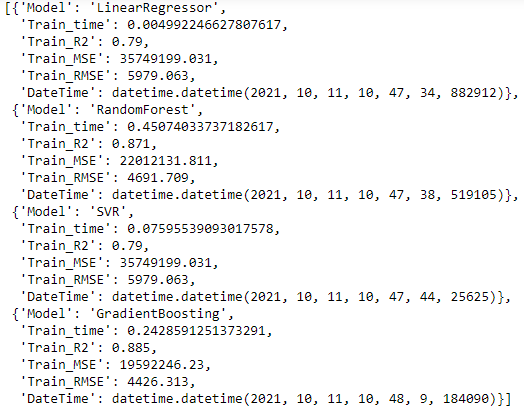 [{'Model': 'LinearRegressor',
'Train_time': 0.004992246627807617,
'Train_R2': 0.79,
'Train_MSE': 35749199.031,
'Train_RMSE': 5979.063,
'DateTime': datetime.datetime(2021, 10, 11, 10, 47, 34, 882912)},
{'Model': 'RandomForest',
'Train_time': 0.45074033737182617,
'Train_R2': 0.871,
'Train_MSE': 22012131.811,
'Train_RMSE': 4691.709,
'DateTime': datetime.datetime(2021, 10, 11, 10, 47, 38, 519105)},
{'Model': 'SVR',
'Train_time': 0.07595539093017578,
'Train_R2': 0.79,
'Train_MSE': 35749199.031,
'Train_RMSE': 5979.063,
'DateTime': datetime.datetime(2021, 10, 11, 10, 47, 44, 25625)},
{'Model': 'GradientBoosting',
'Train_time': 0.2428591251373291,
'Train_R2': 0.885,
'Train_MSE': 19592246.23,
'Train_RMSE': 4426.313,
'DateTime': datetime.datetime(2021, 10, 11, 10, 48, 9, 184090)}]